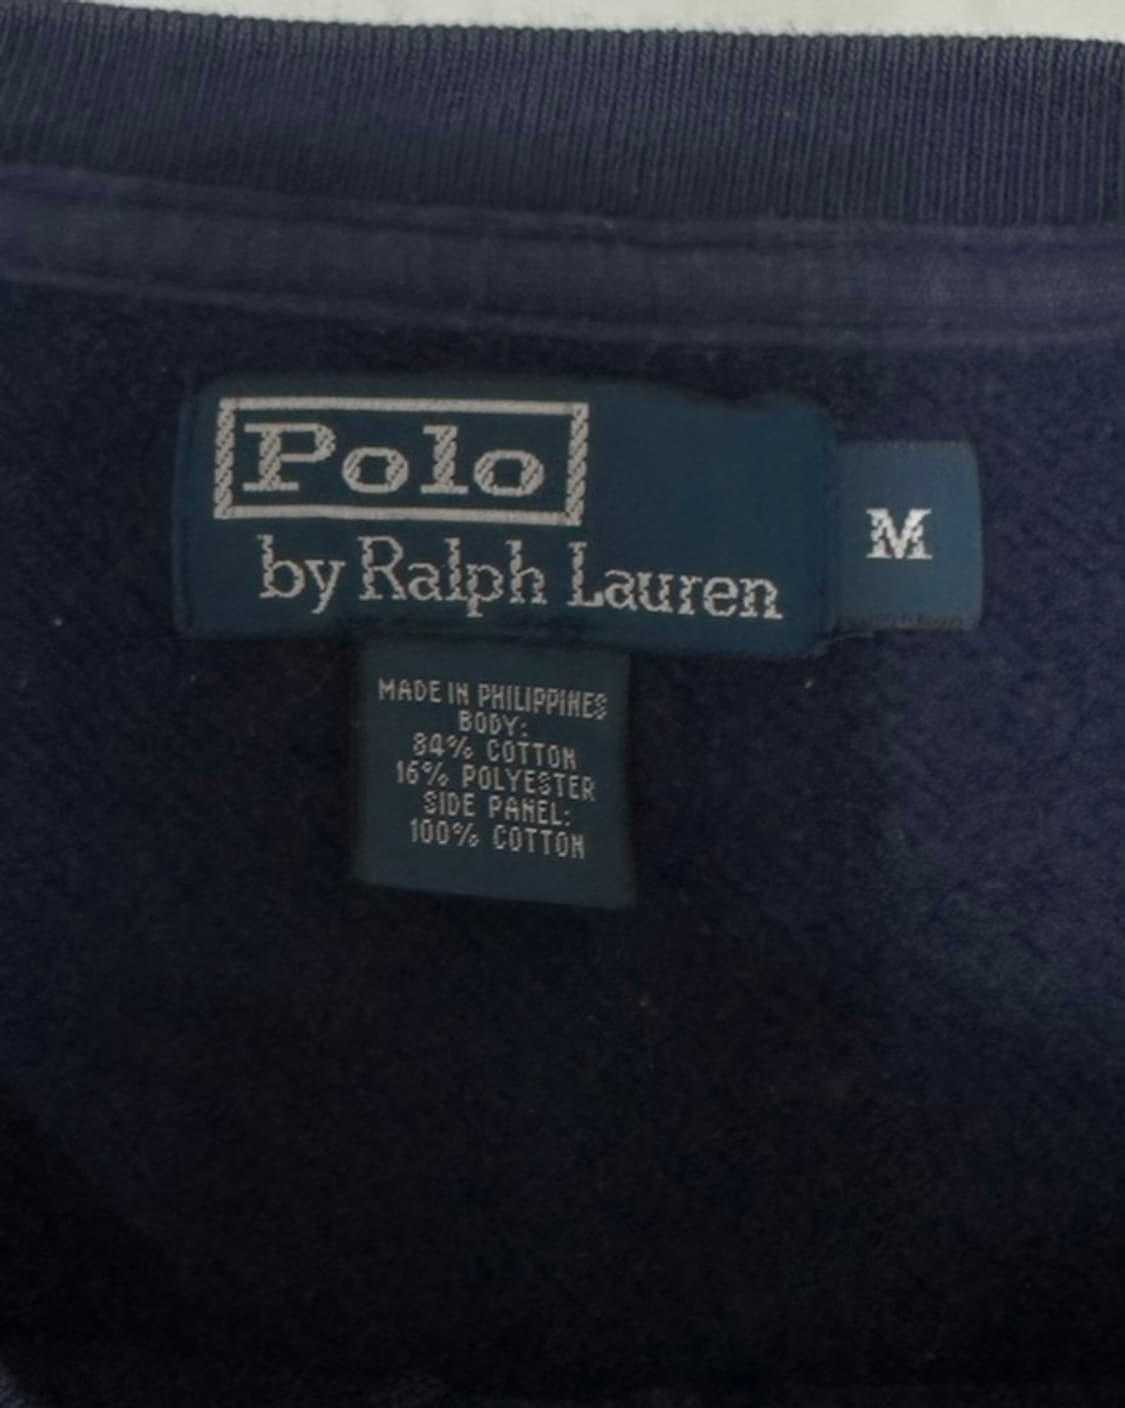 Polo
by Ralph Lauren
M
MADE IN PHILIPPINES
BODY:
84% COTTON
16% POLYESTER
SIDE PANEL:
100% COTTON